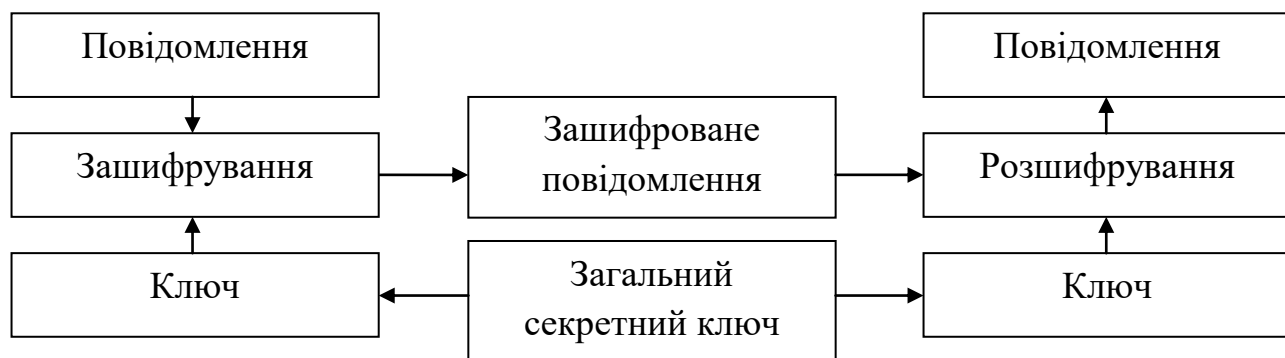 Повідомлення
Повідомлення
Зашифрування
Зашифроване
повідомлення
Розшифрування
Ключ
Загальний
секретний ключ
Ключ